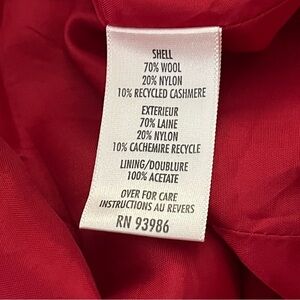 SHELL
70% WOOL
20% NYLON
10% RECYCLED CASHMERE
EXTERIEUR
70% LAINE
20% NYLON
10% CACHEMIRE RECYCLE
LINING/DOUBLURE
100% ACETATE
OVER FOR CARE
INSTRUCTIONS AU REVERS
RN 93986